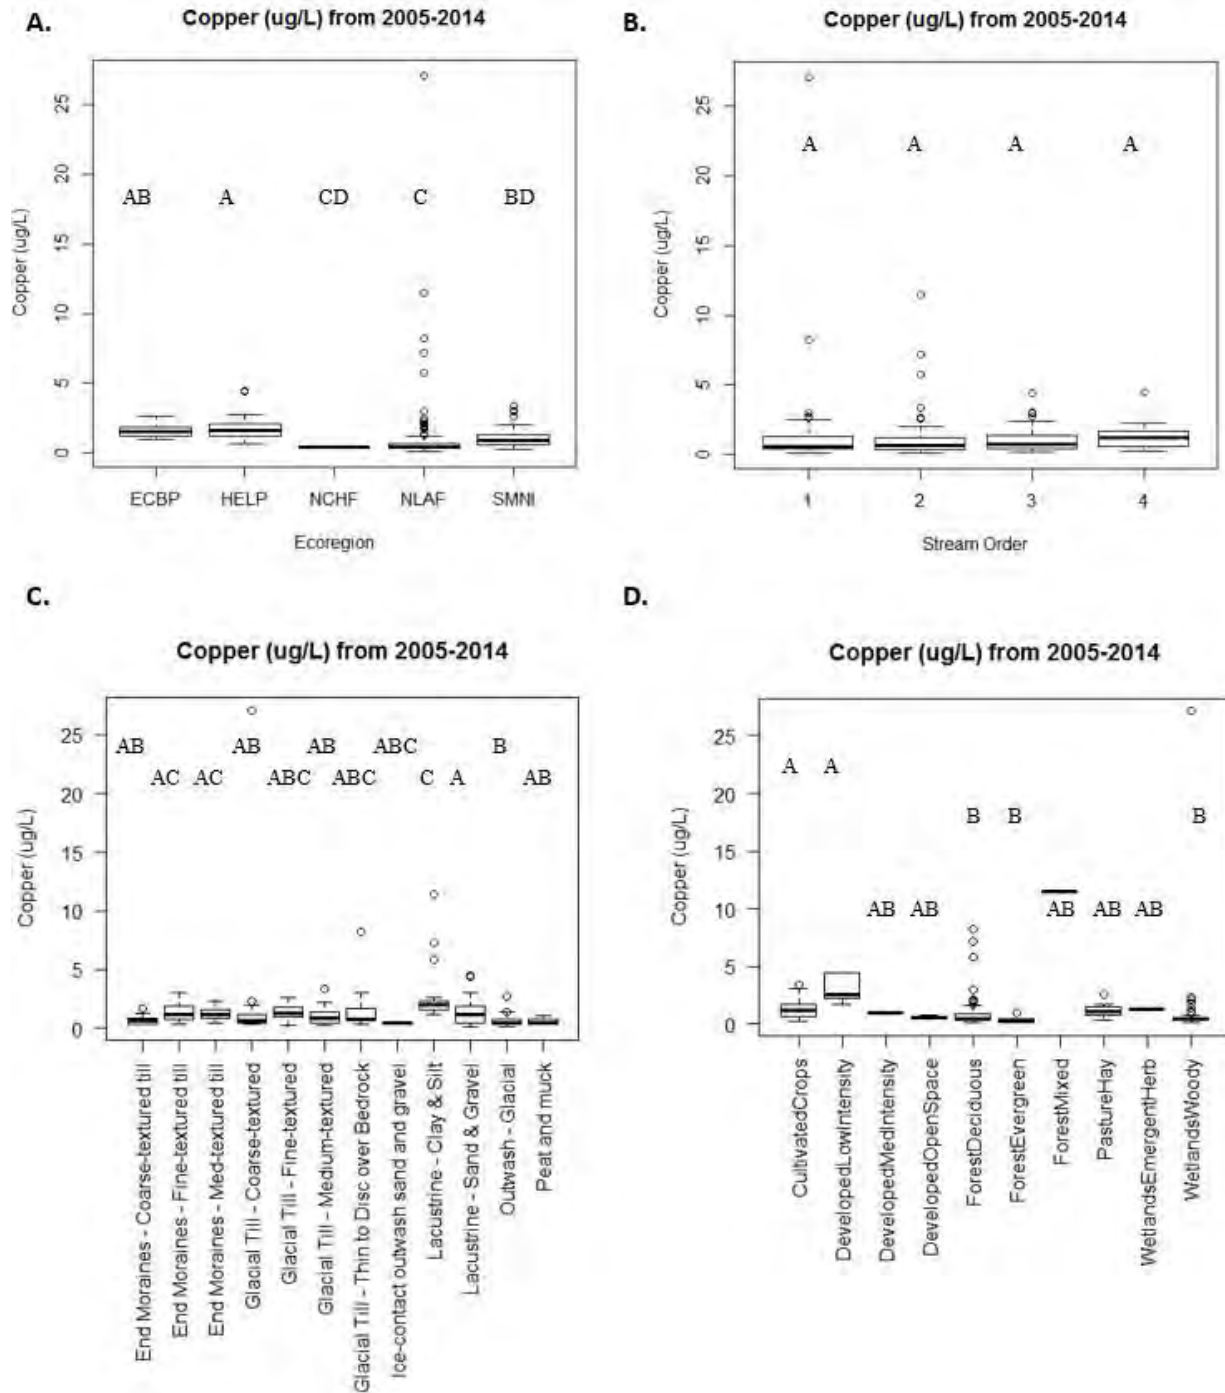 A.
Copper (ug/L) from 2005-2014
Copper (ug/L)
25
20
15
10
5
0
AB A CD C BD
ECBP HELP NCHF NLAF SMNI
Ecoregion
B.
Copper (ug/L) from 2005-2014
Copper (ug/L)
25
20
15
10
5
0
A A A A
1 2 3 4
Stream Order
C.
Copper (ug/L) from 2005-2014
Copper (ug/L)
25
20
15
10
5
0
AB AB AB ABC B
AC AC ABC ABC C A AB
End Moraines - Coarse-textured till
End Moraines - Fine-textured till
End Moraines - Med-textured till
Glacial Till - Coarse-textured
Glacial Till - Fine-textured
Glacial Till - Medium-textured
Glacial Till - Thin to Disc over Bedrock
Ice-contact outwash sand and gravel
Lacustrine - Clay & Silt
Lacustrine - Sand & Gravel
Outwash - Glacial
Peat and muck
D.
Copper (ug/L) from 2005-2014
Copper (ug/L)
25
20
15
10
5
0
A A
B B B
AB AB AB AB AB
CultivatedCrops
DevelopedLowIntensity
DevelopedMedIntensity
DevelopedOpenSpace
ForestDeciduous
ForestEvergreen
ForestMixed
PastureHay
WetlandsEmergentHerb
WetlandsWoody